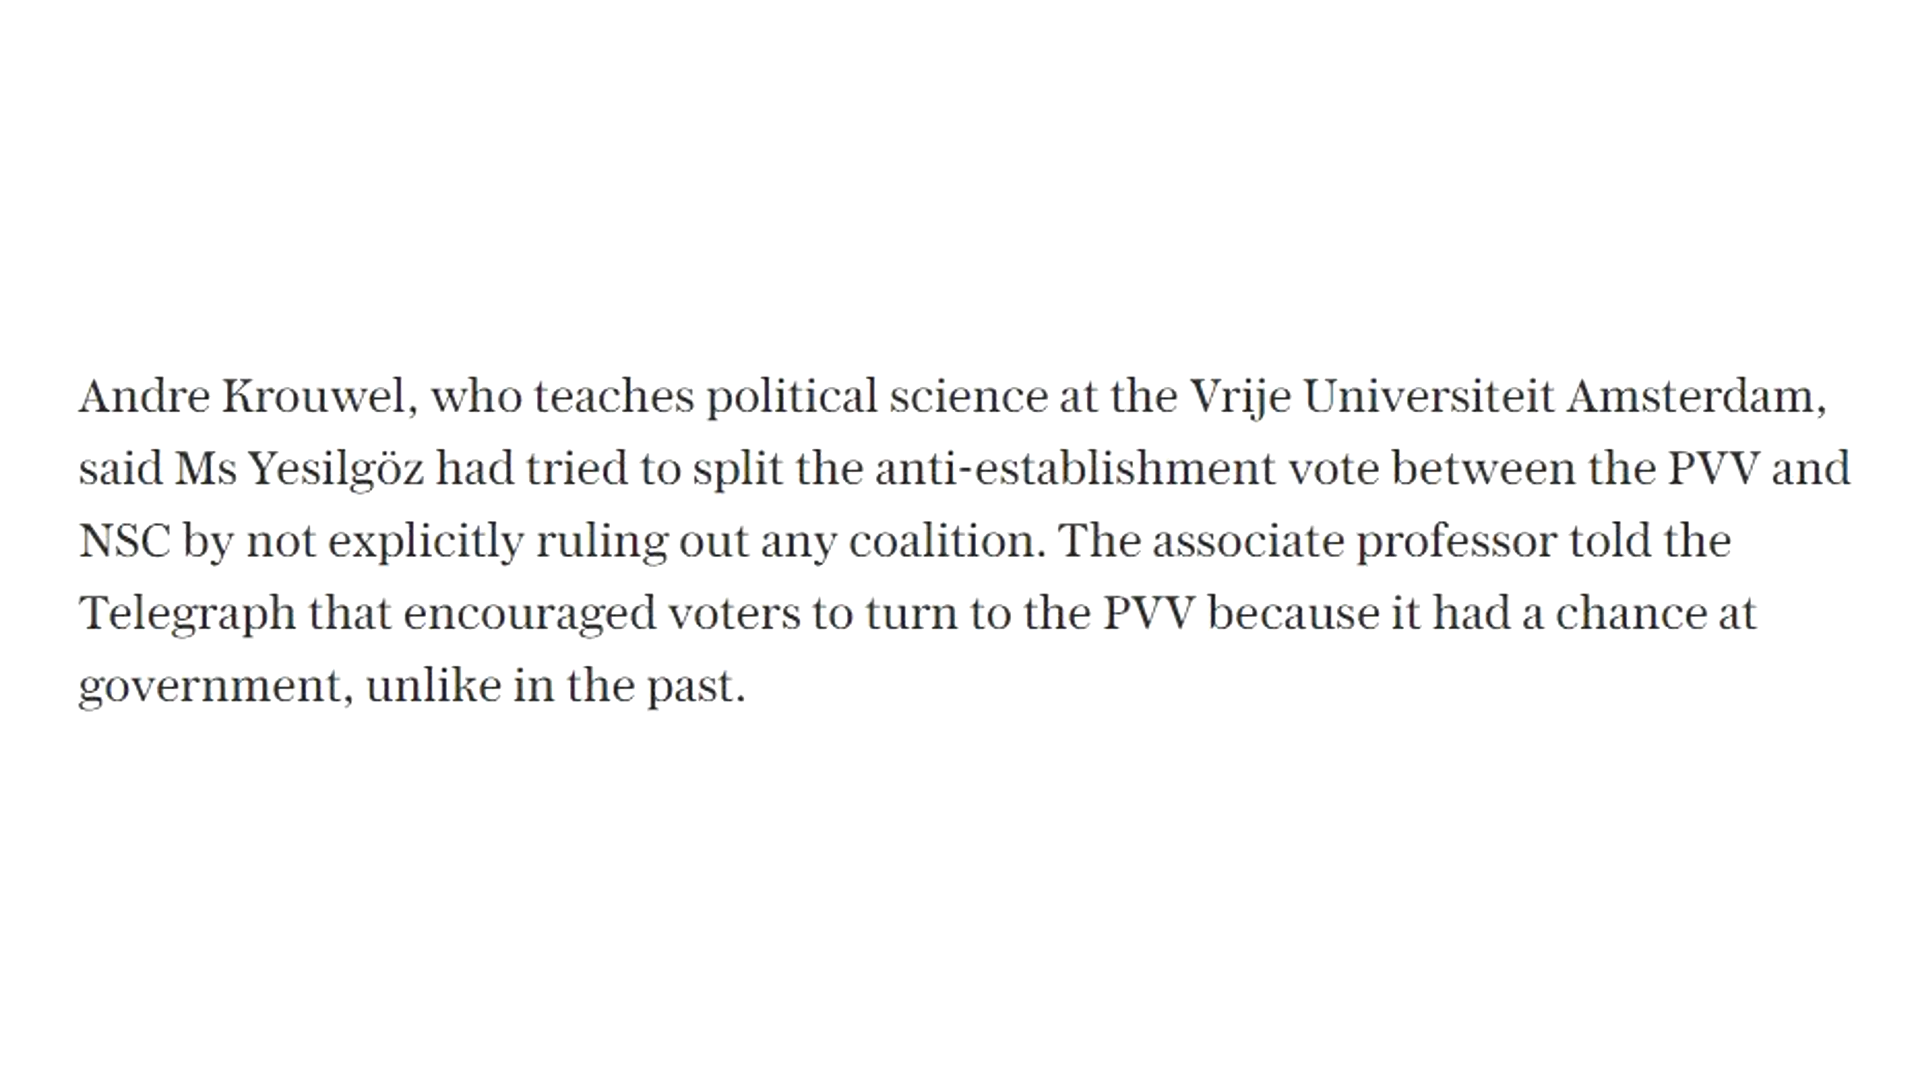 Andre Krouwel, who teaches political science at the Vrije Universiteit Amsterdam,
said Ms Yesilgöz had tried to split the anti-establishment vote between the PVV and
NSC by not explicitly ruling out any coalition. The associate professor told the
Telegraph that encouraged voters to turn to the PVV because it had a chance at
government, unlike in the past.